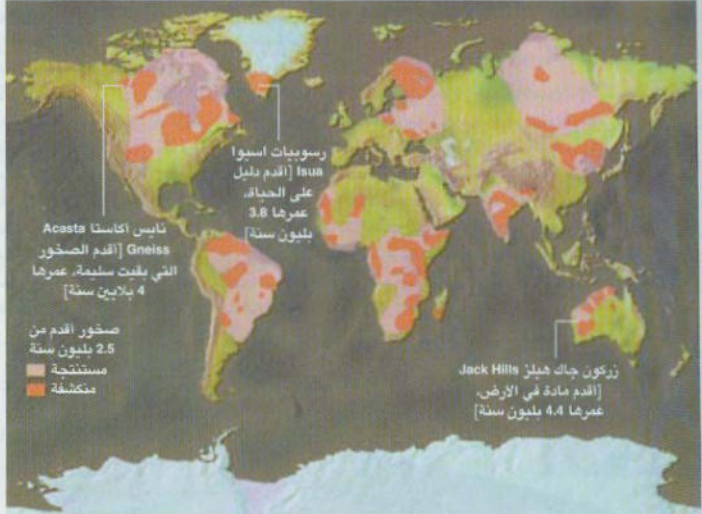 رسوبيات اسيوا
Isua [أقدم دليل
على الحياة،
عمرها 3.8
بليون سنة]
نايس أكاستا Acasta
Gneiss [أقدم الصخور
التي بقيت سليمة، عمرها
4 بلايين سنة]
صخور أقدم من
2.5 بليون سنة
مستنتجة
منكشفة
زركون جاك هيلز Jack Hills
[أقدم مادة في الأرض،
عمرها 4.4 بليون سنة]